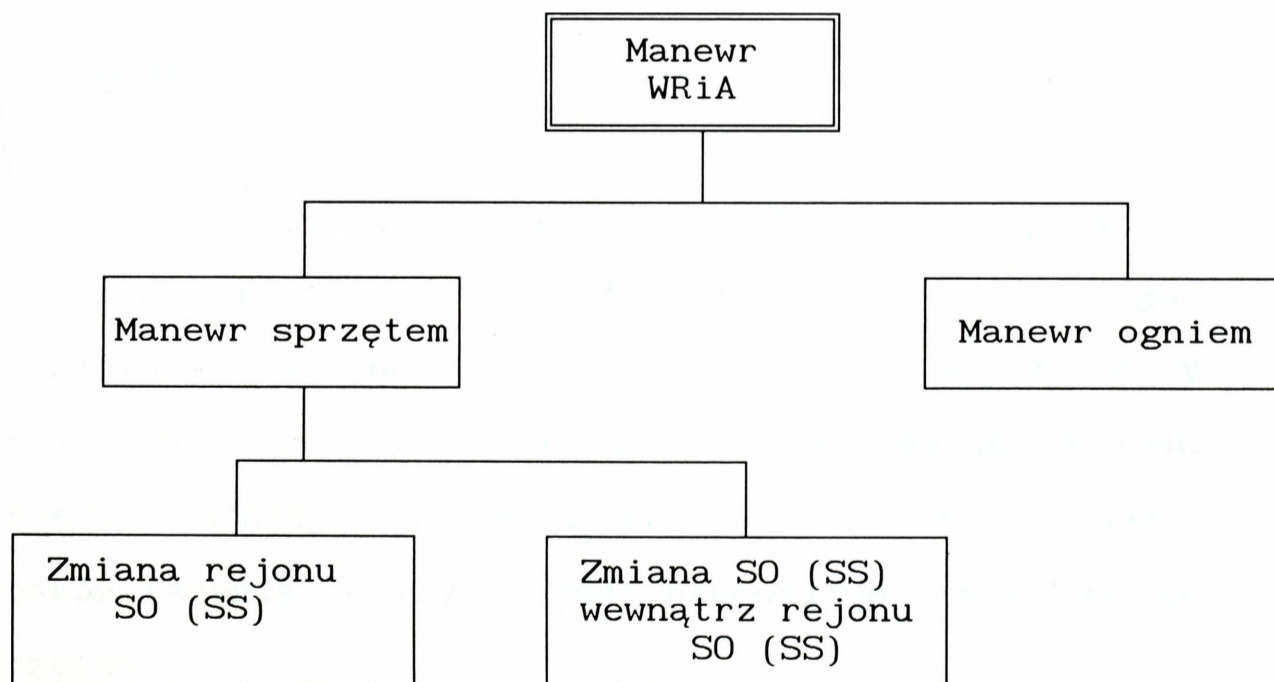 Manewr
WRiA
Manewr sprzętem
Manewr ogniem
Zmiana rejonu
SO (SS)
Zmiana SO (SS)
wewnątrz rejonu
SO (SS)